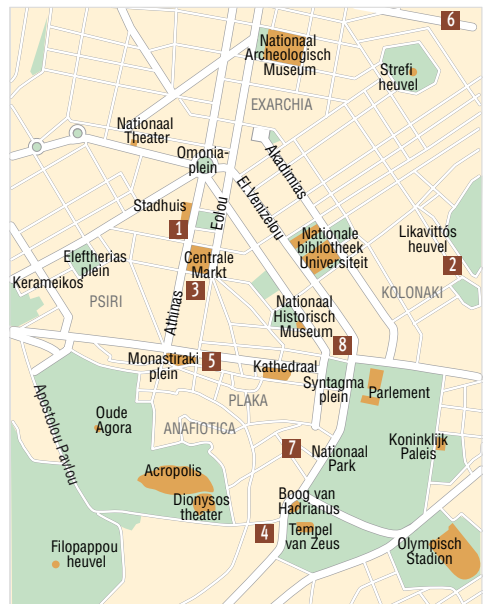 6
Nationaal
Archeologisch
Museum
Strefi
heuvel
EXARCHIA
Nationaal
Theater
Omonia-
plein
Akadimias
El.Venizelou
Eolou
Stadhuis
1
Nationale
bibliotheek
Universiteit
Likavittós
heuvel
2
Eleftherias
plein
Centrale
Markt
Kerameikos
3
KOLONAKI
PSIRI
Athinas
Nationaal
Historisch
Museum
8
Monastiraki
plein
5
Kathedraal
Syntagma
plein
Parlement
Apostolou Pavlou
PLAKA
Oude
Agora
ANAFIOTICA
7
Nationaal
Park
Koninklijk
Paleis
Acropolis
Dionysos
theater
Boog van
Hadrianus
4
Tempel
van Zeus
Filopappou
heuvel
Olympisch
Stadion